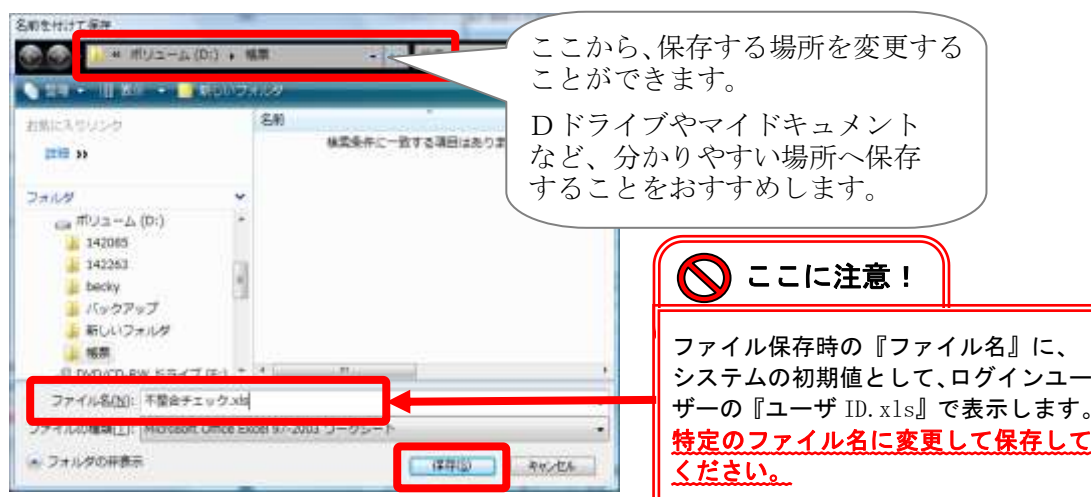 名前を付けて保存
« ボリューム (D:) ▸ 帳票
新しいフォルダ
お気に入りリンク
詳細 »
名前
検索条件に一致する項目はありま
フォルダ
ボリューム (D:)
142065
142263
becky
バックアップ
新しいフォルダ
帳票
DVD/CD-RW ドライブ (E:)
ファイル名(N): 不整合チェック.xls
ファイルの種類(T): Microsoft Office Excel 97-2003 ワークシート
フォルダの非表示
保存(S)
キャンセル
ここから、保存する場所を変更する
ことができます。
Dドライブやマイドキュメント
など、分かりやすい場所へ保存
することをおすすめします。
ここに注意！
ファイル保存時の『ファイル名』に、
システムの初期値として、ログインユー
ザーの『ユーザ ID.xls』で表示します。
特定のファイル名に変更して保存して
ください。